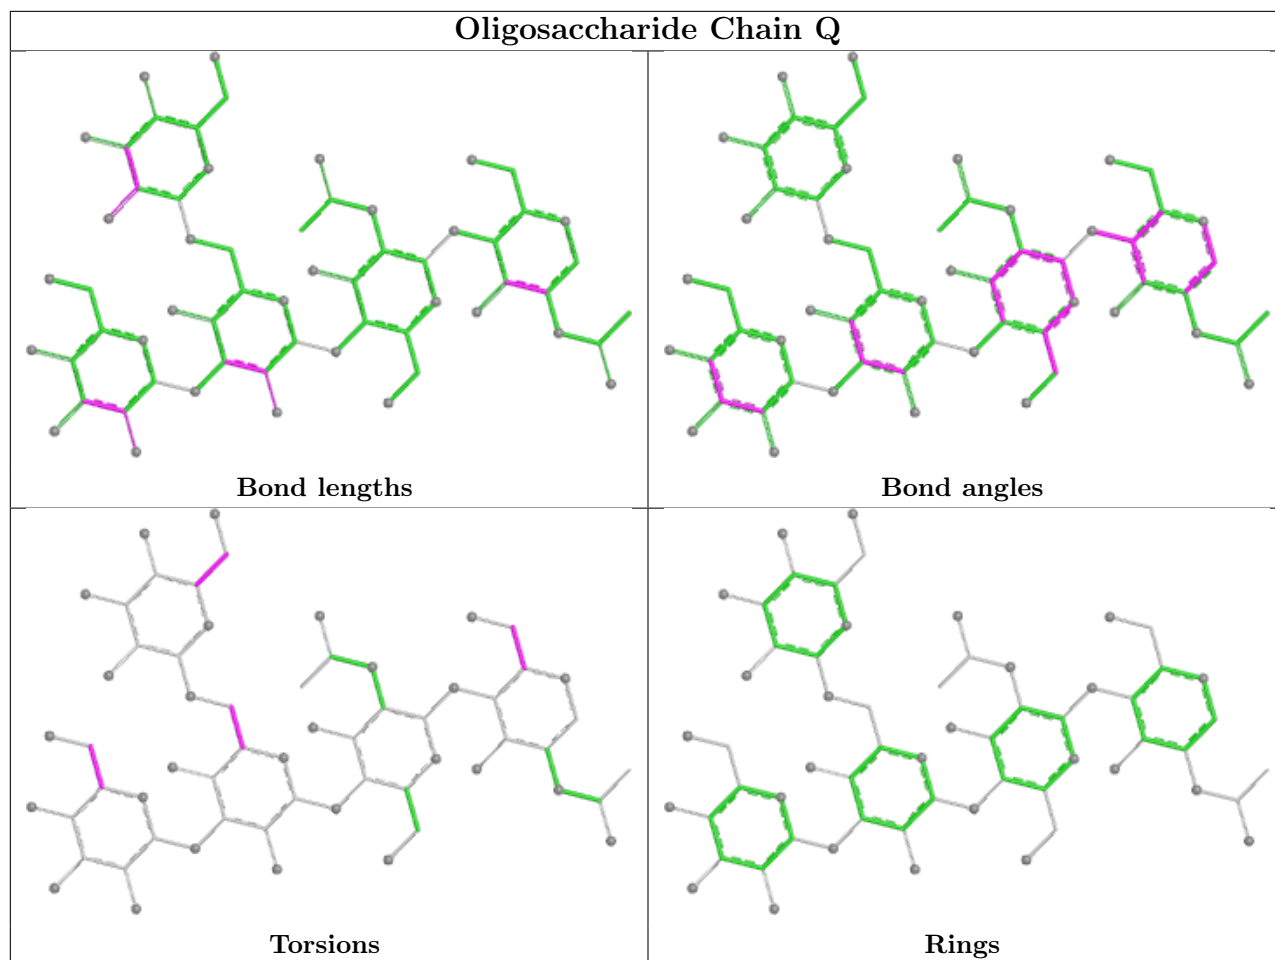 Oligosaccharide Chain Q
Bond lengths
Bond angles
Torsions
Rings